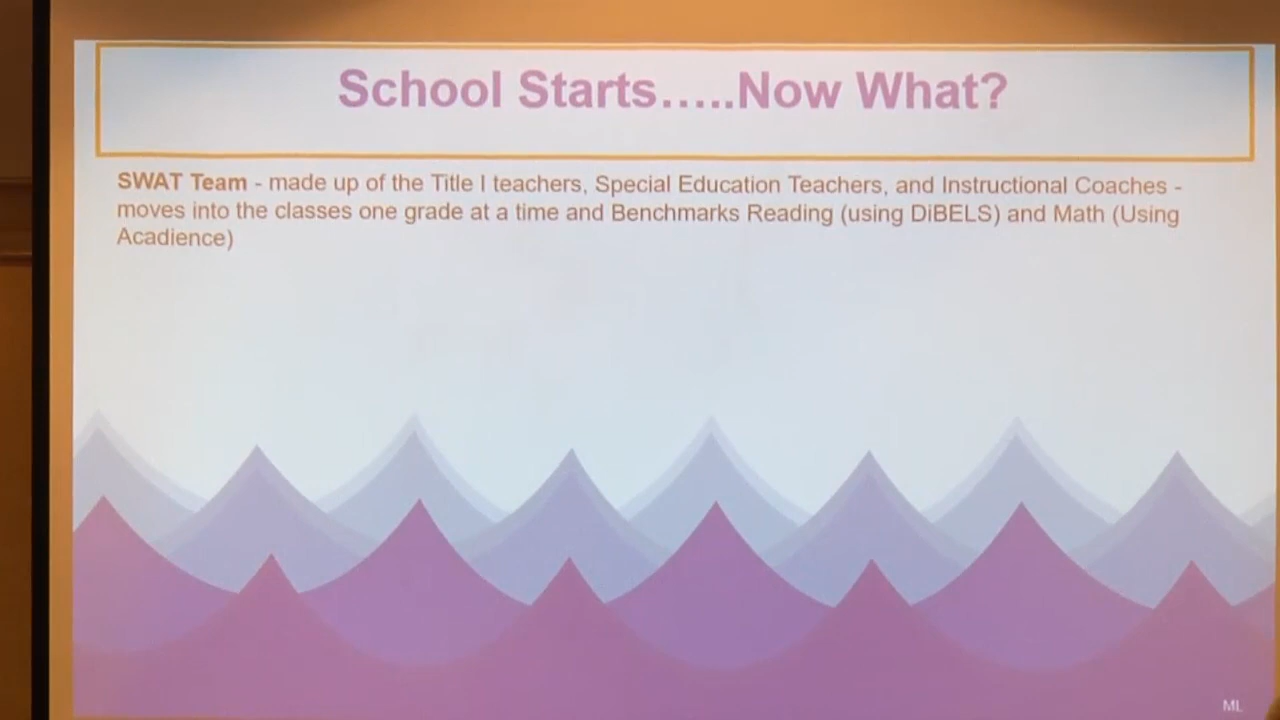 School Starts.....Now What?
SWAT Team - made up of the Title I teachers, Special Education Teachers, and Instructional Coaches -
moves into the classes one grade at a time and Benchmarks Reading (using DiBELS) and Math (Using
Acadience)
ML